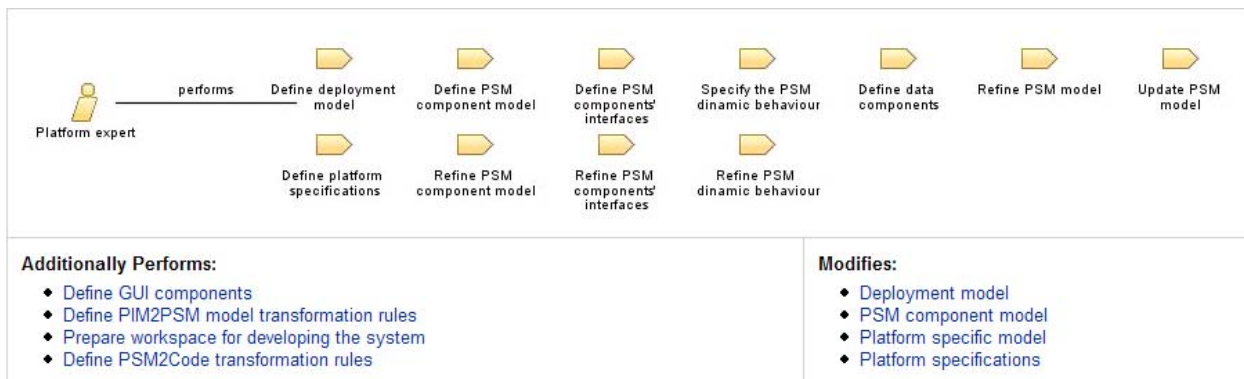 performs
Platform expert
Define deployment
model
Define PSM
component model
Define PSM
components'
interfaces
Specify the PSM
dinamic behaviour
Define data
components
Refine PSM model
Update PSM
model
Define platform
specifications
Refine PSM
component model
Refine PSM
components'
interfaces
Refine PSM
dinamic behaviour
Additionally Performs:
Define GUI components
Define PIM2PSM model transformation rules
Prepare workspace for developing the system
Define PSM2Code transformation rules
Modifies:
Deployment model
PSM component model
Platform specific model
Platform specifications